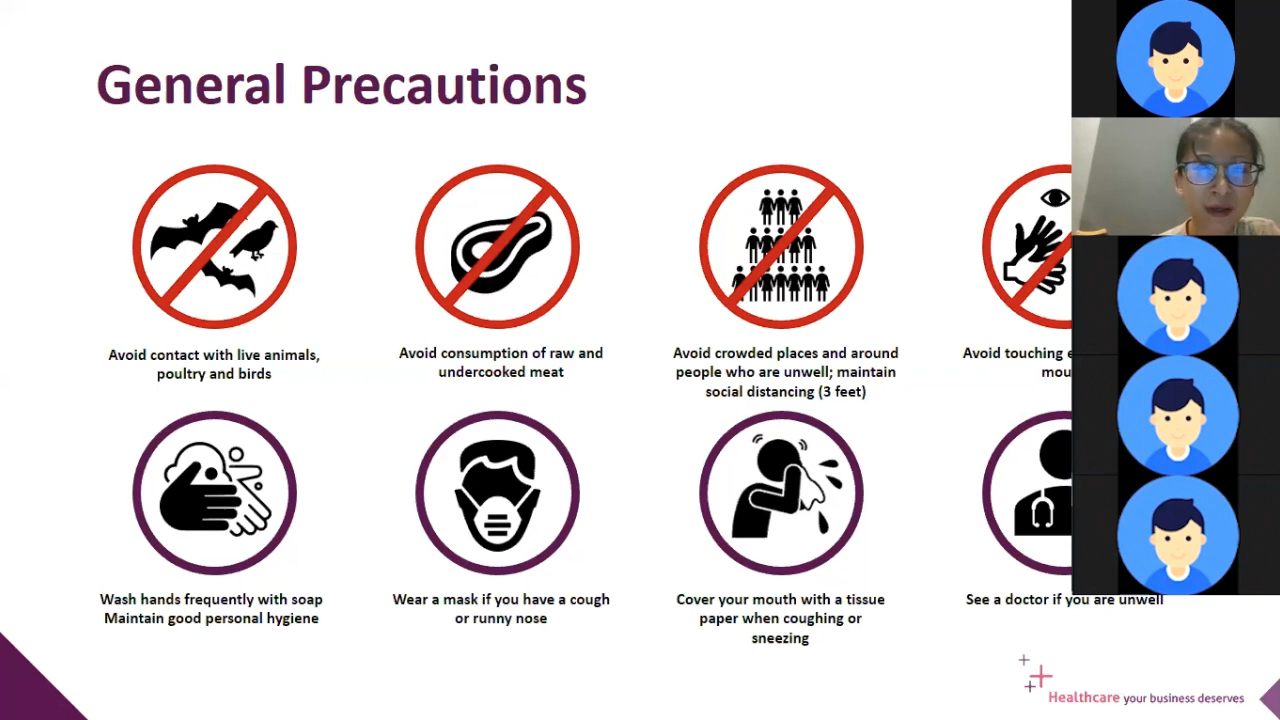 General Precautions
Avoid contact with live animals,
poultry and birds
Avoid consumption of raw and
undercooked meat
Avoid crowded places and around
people who are unwell; maintain
social distancing (3 feet)
Avoid touching
Wash hands frequently with soap
Maintain good personal hygiene
Wear a mask if you have a cough
or runny nose
Cover your mouth with a tissue
paper when coughing or
sneezing
See a doctor if you are unwell
Healthcare your business deserves